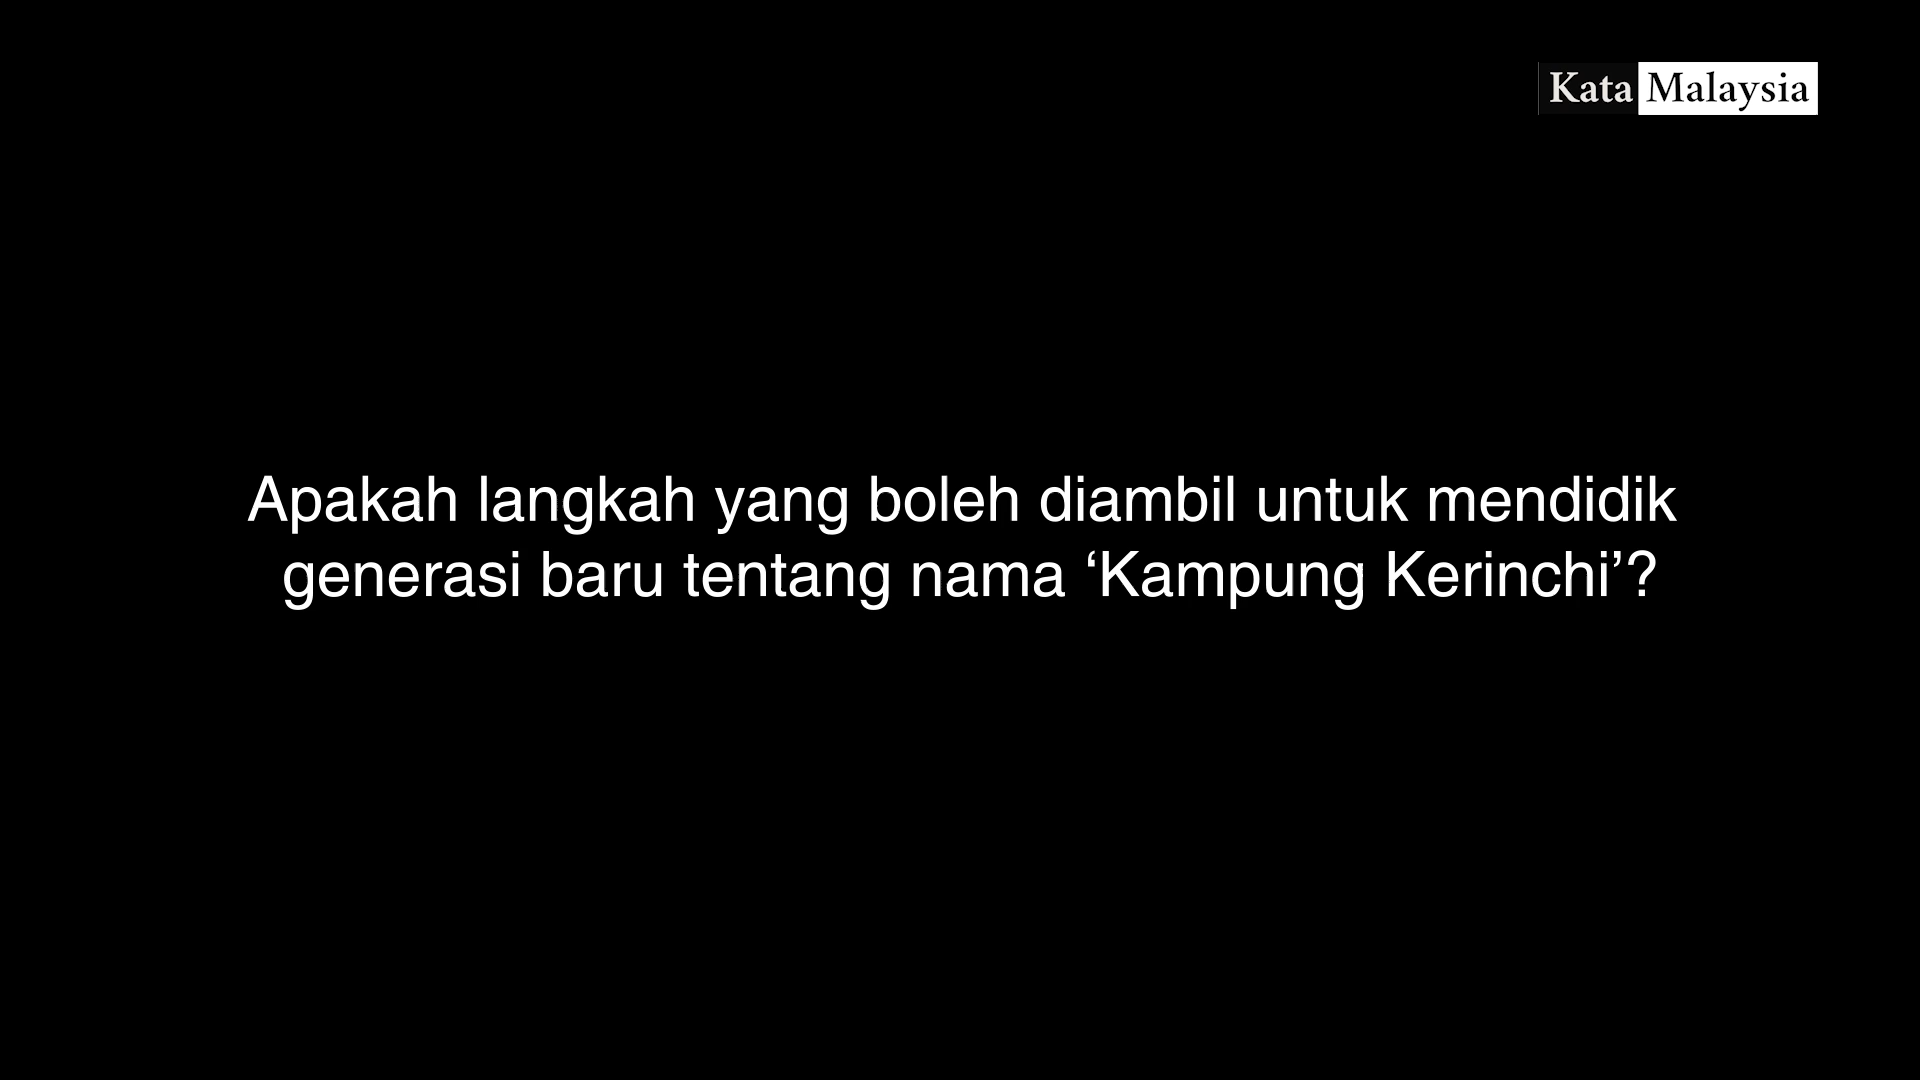 Kata Malaysia
Apakah langkah yang boleh diambil untuk mendidik
generasi baru tentang nama ‘Kampung Kerinchi’?